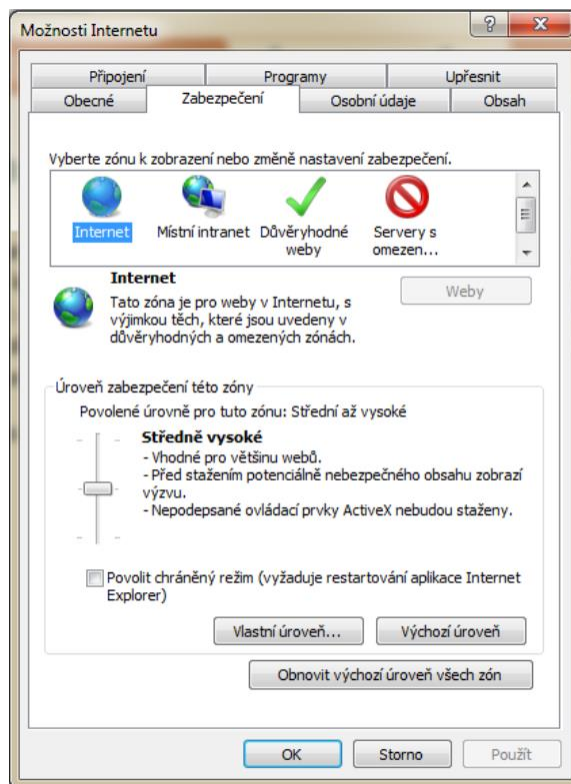 Možnosti Internetu
Připojení Programy Upřesnit
Obecné Zabezpečení Osobní údaje Obsah
Vyberte zónu k zobrazení nebo změně nastavení zabezpečení.
Internet Místní intranet Důvěryhodné weby Servery s omezen...
Internet
Weby
Tato zóna je pro weby v Internetu, s
výjimkou těch, které jsou uvedeny v
důvěryhodných a omezených zónách.
Úroveň zabezpečení této zóny
Povolené úrovně pro tuto zónu: Střední až vysoké
Středně vysoké
- Vhodné pro většinu webů.
- Před stažením potenciálně nebezpečného obsahu zobrazí
výzvu.
- Nepodepsané ovládací prvky ActiveX nebudou staženy.
Povolit chráněný režim (vyžaduje restartování aplikace Internet
Explorer)
Vlastní úroveň... Výchozí úroveň
Obnovit výchozí úroveň všech zón
OK Storno Použít